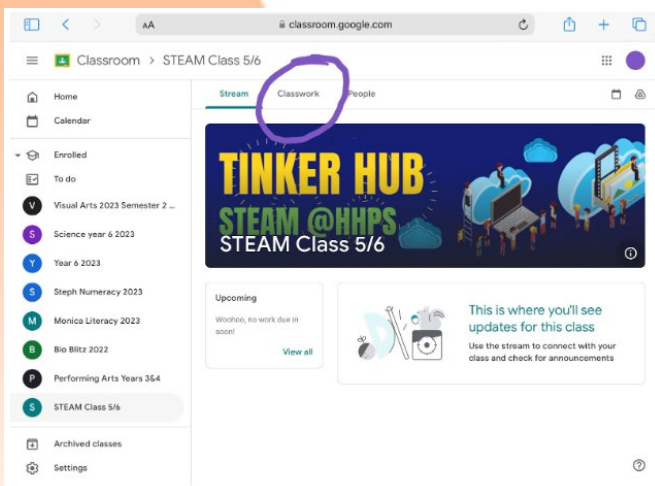 AA
classroom.google.com
Classroom > STEAM Class 5/6
Home
Calendar
Enrolled
To do
V
Visual Arts 2023 Semester 2 ...
S
Science year 6 2023
Y
Year 6 2023
S
Steph Numeracy 2023
M
Monica Literacy 2023
B
Bio Blitz 2022
P
Performing Arts Years 3&4
S
STEAM Class 5/6
Archived classes
Settings
Stream Classwork People
TINKER HUB
STEAM @HHPS
STEAM Class 5/6
Upcoming
Woohoo, no work due in
soon!
View all
This is where you'll see
updates for this class
Use the stream to connect with your
class and check for announcements